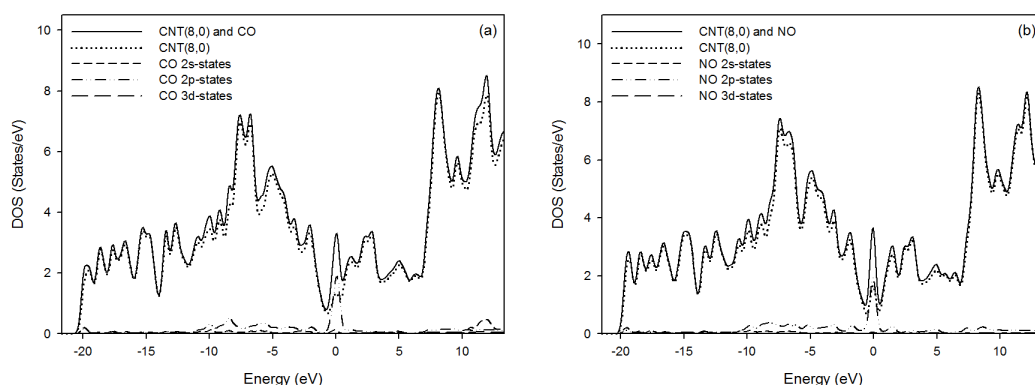 (a)
CNT(8,0) and CO
CNT(8,0)
CO 2s-states
CO 2p-states
CO 3d-states
DOS (States/eV)
10
8
6
4
2
0
-20 -15 -10 -5 0 5 10
Energy (eV)
(b)
CNT(8,0) and NO
CNT(8,0)
NO 2s-states
NO 2p-states
NO 3d-states
DOS (States/eV)
10
8
6
4
2
0
-20 -15 -10 -5 0 5 10
Energy (eV)